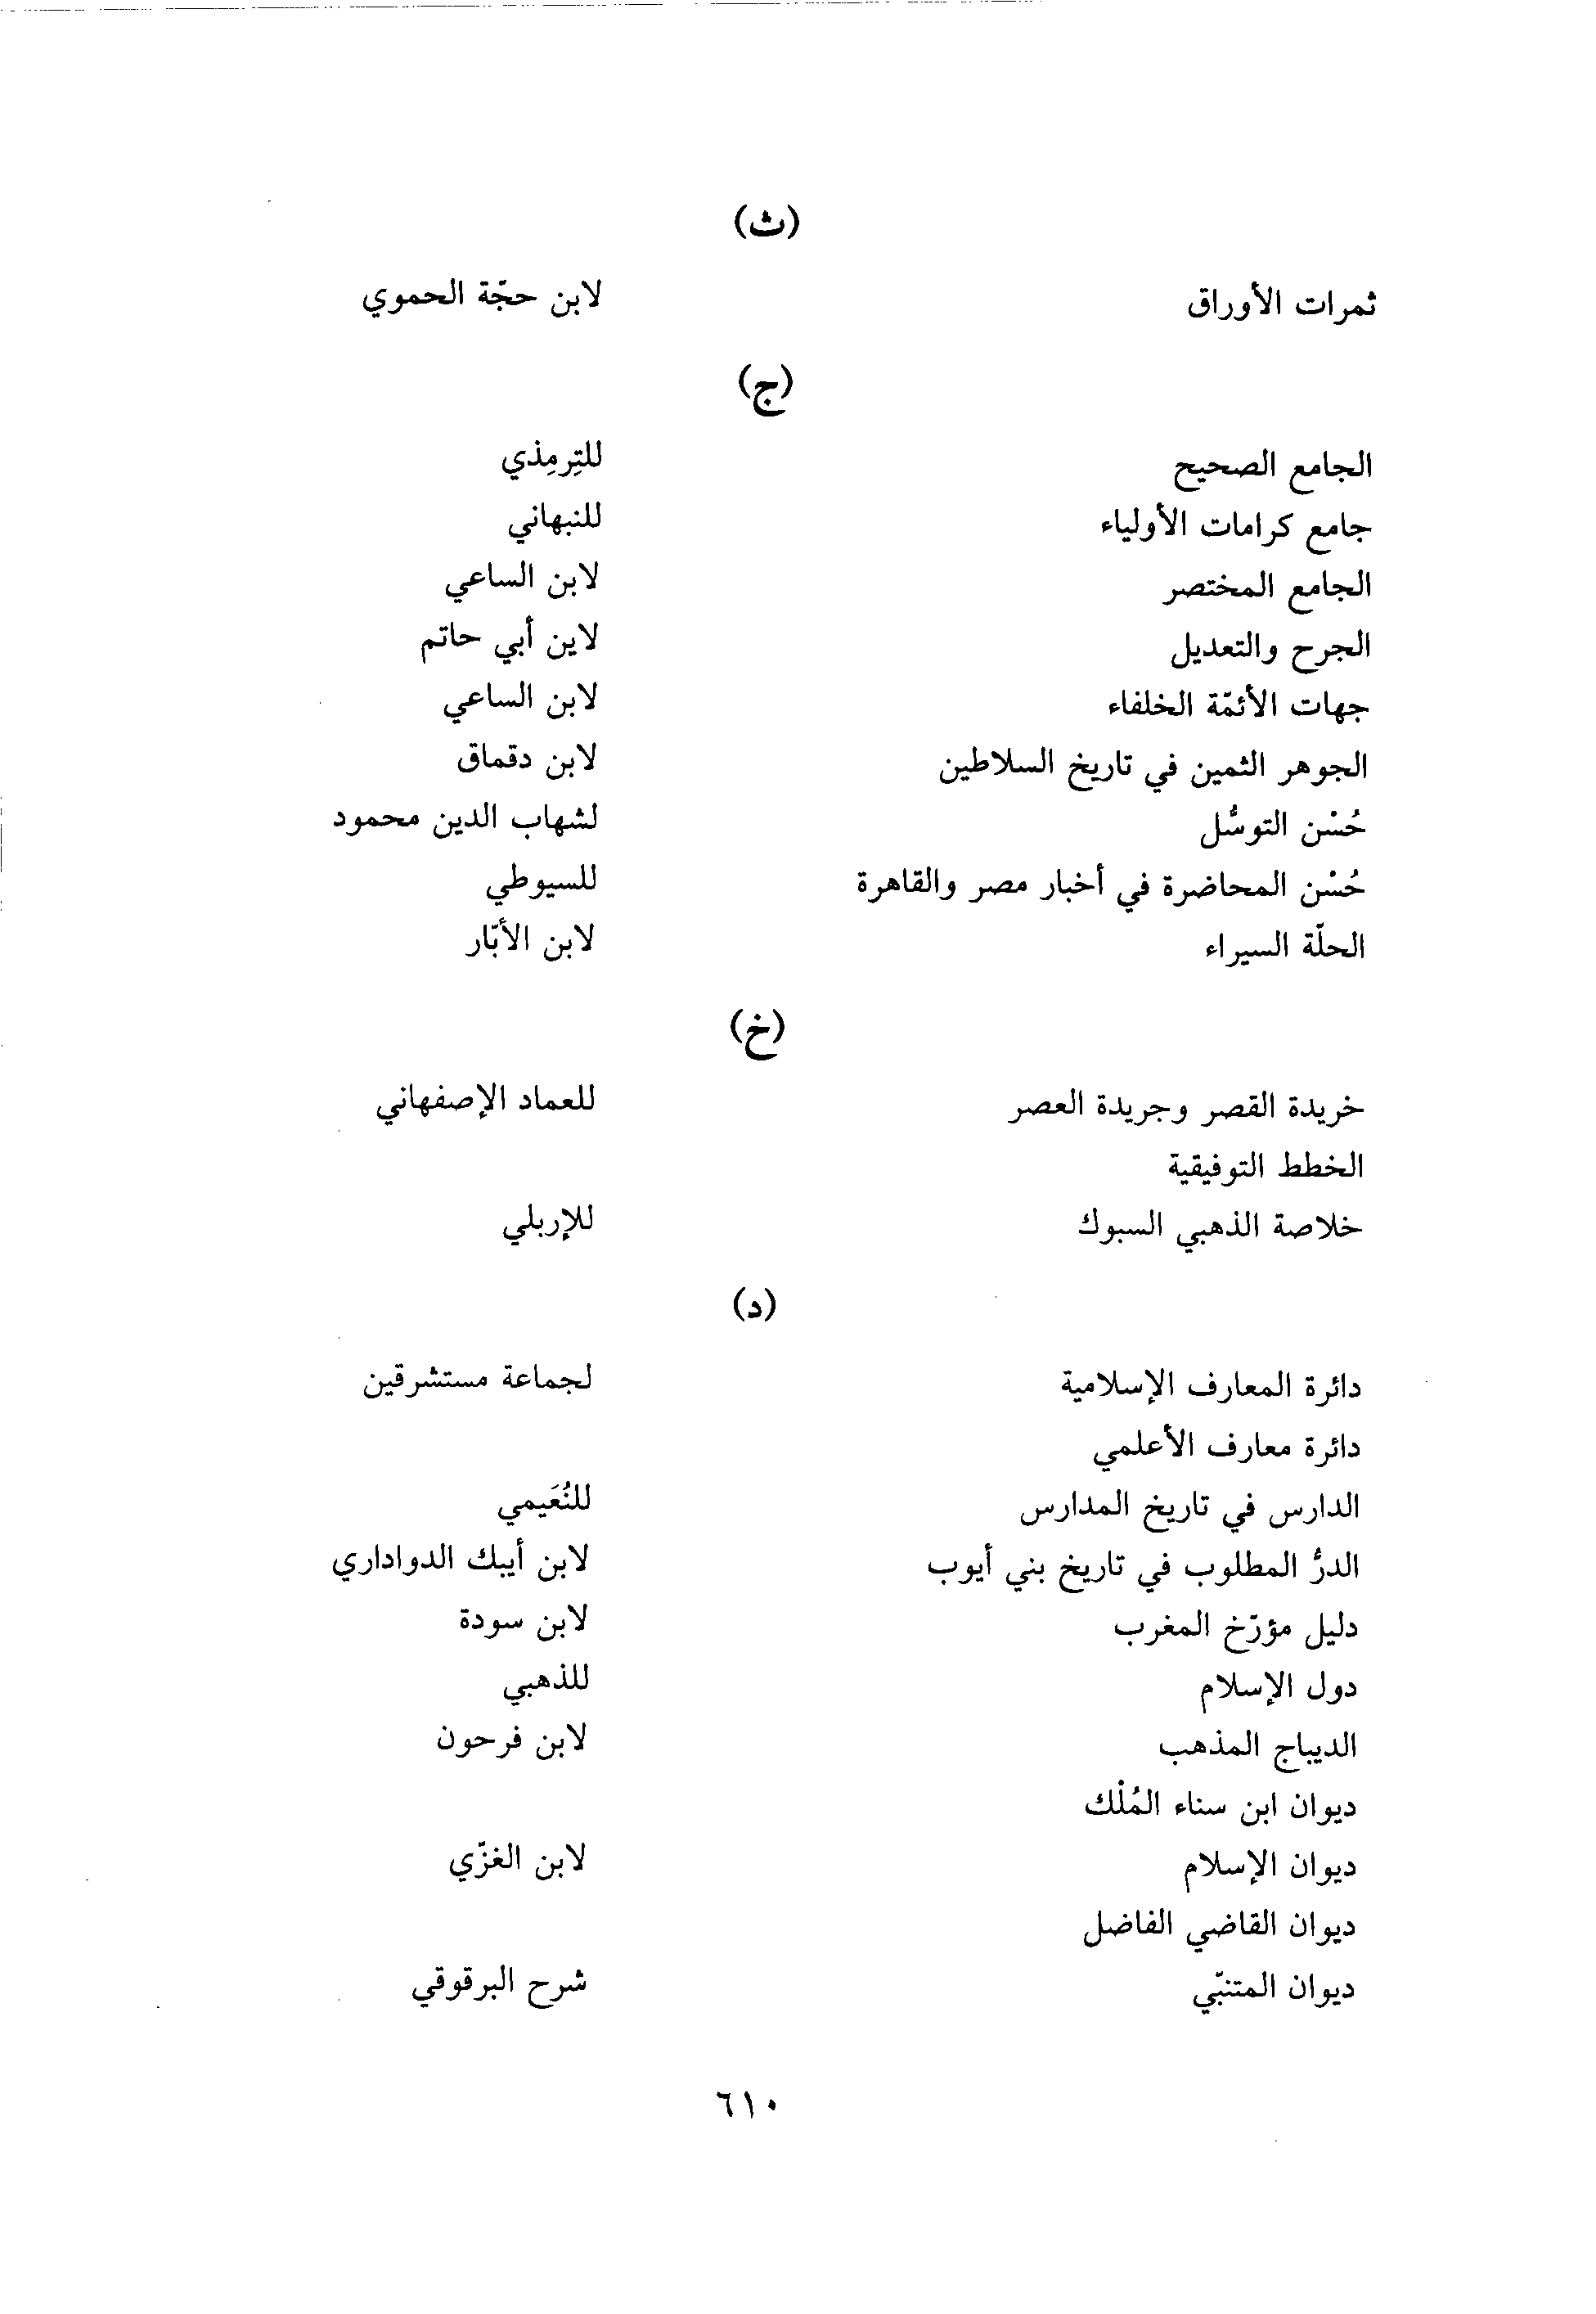 (ث)
ثمرات الأوراق لابن حجّة الحموي
(ج)
الجامع الصحيح للتِرمِذي
جامع كرامات الأولياء للنبهاني
الجامع المختصر لابن الساعي
الجرح والتعديل لاين أبي حاتم
جهات الأئمّة الخلفاء لابن الساعي
الجوهر الثمين في تاريخ السلاطين لابن دقماق
حُسْن التوسُّل لشهاب الدين محمود
حُسْن المحاضرة في أخبار مصر والقاهرة للسيوطي
الحلّة السيراء لابن الأبّار
(خ)
خريدة القصر وجريدة العصر للعماد الإصفهاني
الخطط التوفيقية
خلاصة الذهبي السبوك للإربلي
(د)
دائرة المعارف الإسلامية لجماعة مستشرقين
دائرة معارف الأعلمي
الدارس في تاريخ المدارس للنُعَيمي
الدرُّ المطلوب في تاريخ بني أيوب لابن أيبك الدواداري
دليل مؤرّخ المغرب لابن سودة
دول الإسلام للذهبي
الديباج المذهب لابن فرحون
ديوان ابن سناء المُلْك
ديوان الإسلام لابن الغزّي
ديوان القاضي الفاضل
ديوان المتنبّي شرح البرقوقي
٦١٠